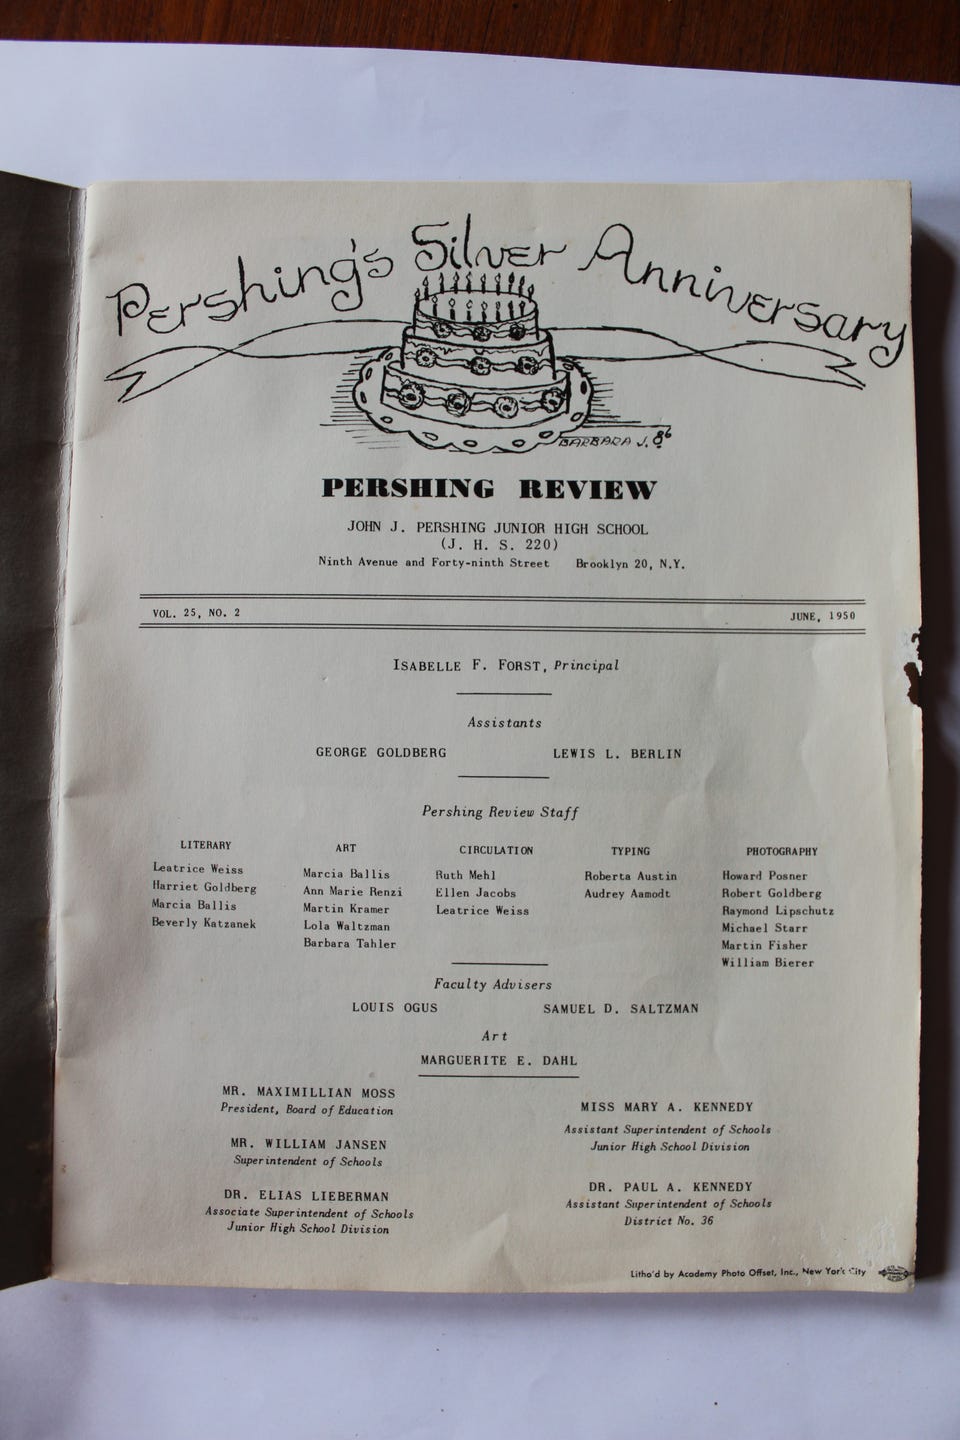 Pershing's Silver Anniversary
BARBARA J. 8⁶
PERSHING REVIEW
JOHN J. PERSHING JUNIOR HIGH SCHOOL
(J. H. S. 220)
Ninth Avenue and Forty-ninth Street Brooklyn 20, N.Y.
VOL. 25, NO. 2 JUNE, 1950
ISABELLE F. FORST, Principal
Assistants
GEORGE GOLDBERG LEWIS L. BERLIN
Pershing Review Staff
LITERARY
Leatrice Weiss
Harriet Goldberg
Marcia Ballis
Beverly Katzanek
ART
Marcia Ballis
Ann Marie Renzi
Martin Kramer
Lola Waltzman
Barbara Tahler
CIRCULATION
Ruth Mehl
Ellen Jacobs
Leatrice Weiss
TYPING
Roberta Austin
Audrey Aamodt
PHOTOGRAPHY
Howard Posner
Robert Goldberg
Raymond Lipschutz
Michael Starr
Martin Fisher
William Bierer
Faculty Advisers
LOUIS OGUS SAMUEL D. SALTZMAN
Art
MARGUERITE E. DAHL
MR. MAXIMILLIAN MOSS
President, Board of Education
MR. WILLIAM JANSEN
Superintendent of Schools
DR. ELIAS LIEBERMAN
Associate Superintendent of Schools
Junior High School Division
MISS MARY A. KENNEDY
Assistant Superintendent of Schools
Junior High School Division
DR. PAUL A. KENNEDY
Assistant Superintendent of Schools
District No. 36
Litho'd by Academy Photo Offset, Inc., New York City